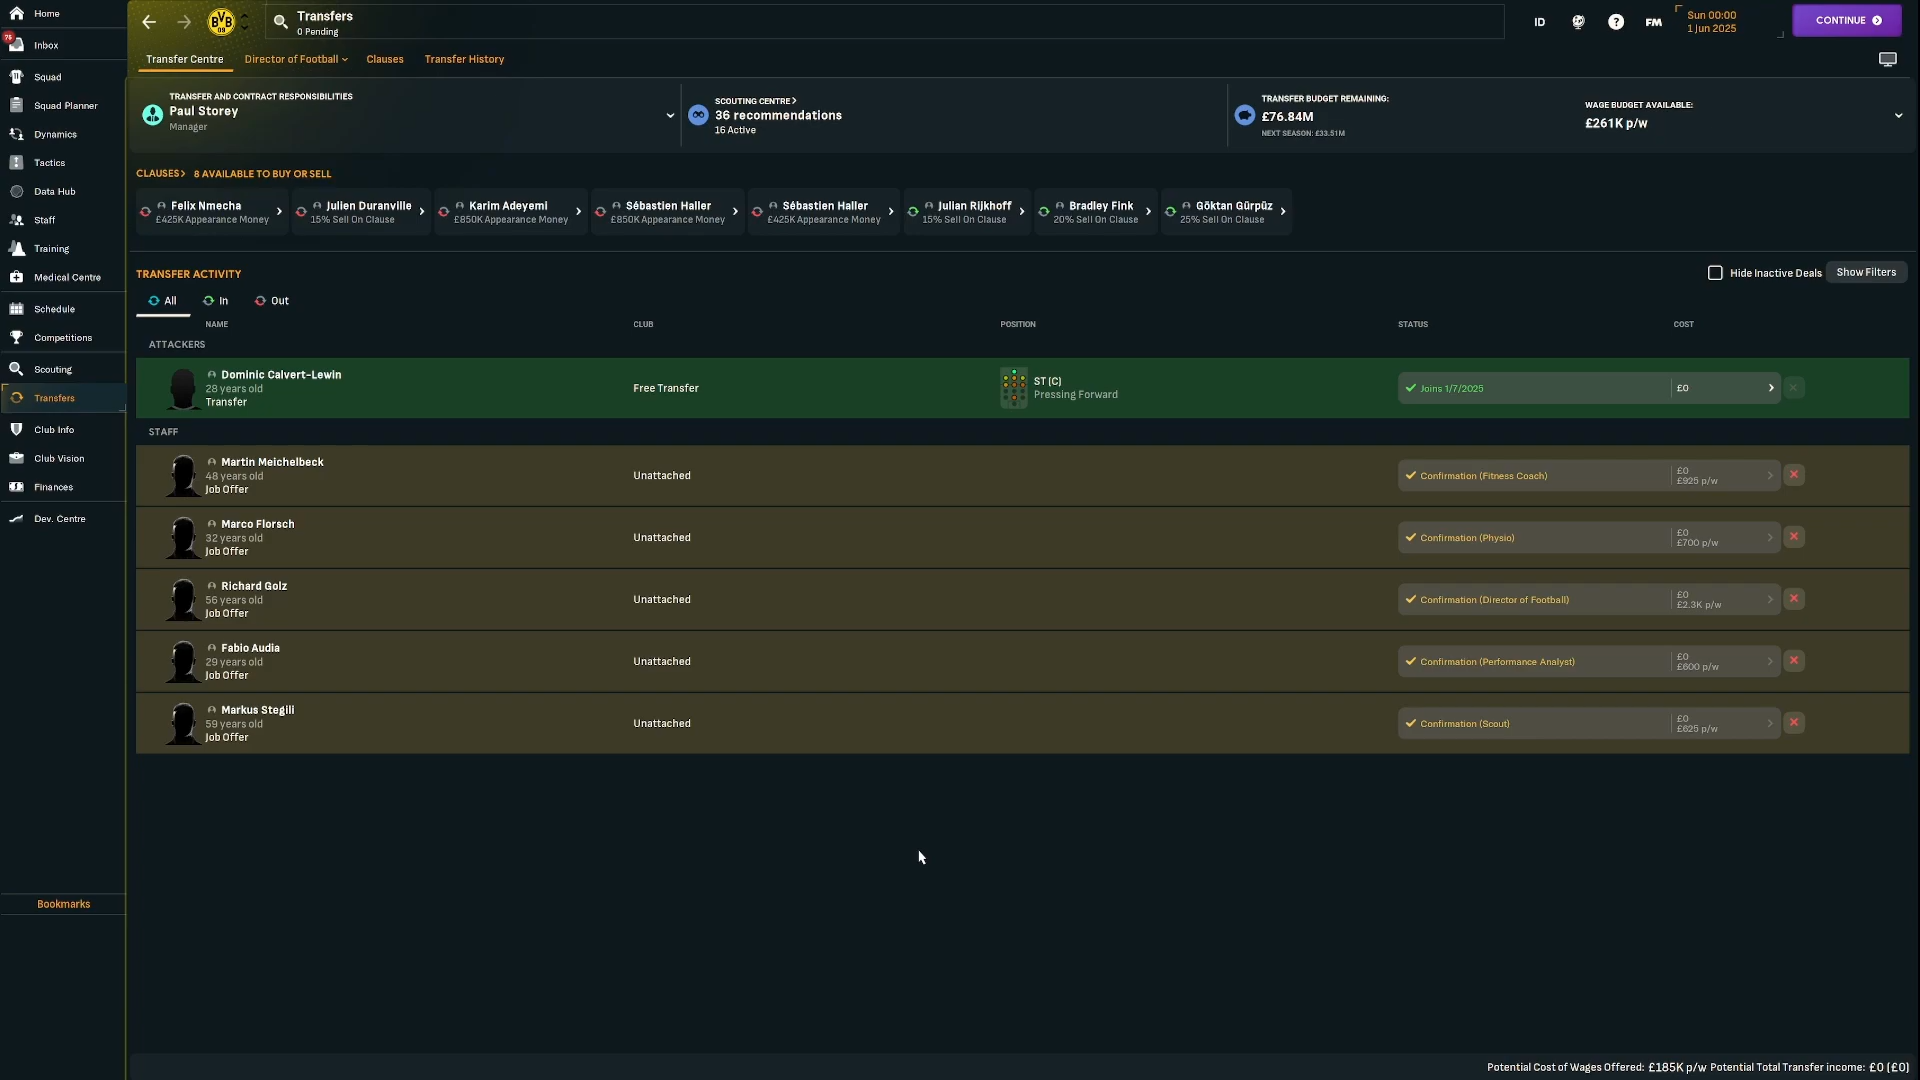 Home
76
Inbox
Squad
Squad Planner
Dynamics
Tactics
Data Hub
Staff
Training
Medical Centre
Schedule
Competitions
Scouting
Transfers
Club Info
Club Vision
Finances
Dev. Centre
Bookmarks
BVB
09
Transfers
0 Pending
ID
?
FM
Sun 00:00
1 Jun 2025
CONTINUE
Transfer Centre
Director of Football
Clauses
Transfer History
TRANSFER AND CONTRACT RESPONSIBILITIES
Paul Storey
Manager
SCOUTING CENTRE>
36 recommendations
16 Active
TRANSFER BUDGET REMAINING:
£76.84M
NEXT SEASON: £33.51M
WAGE BUDGET AVAILABLE:
£261K p/w
CLAUSES> 8 AVAILABLE TO BUY OR SELL
Felix Nmecha
£425K Appearance Money
Julien Duranville
15% Sell On Clause
Karim Adeyemi
£850K Appearance Money
Sébastien Haller
£850K Appearance Money
Sébastien Haller
£425K Appearance Money
Julian Rijkhoff
15% Sell On Clause
Bradley Fink
20% Sell On Clause
Göktan Gürpüz
25% Sell On Clause
TRANSFER ACTIVITY
Hide Inactive Deals
Show Filters
All
In
Out
NAME CLUB POSITION STATUS COST
ATTACKERS
Dominic Calvert-Lewin
28 years old
Transfer
Free Transfer
ST (C)
Pressing Forward
Joins 1/7/2025
£0
STAFF
Martin Meichelbeck
48 years old
Job Offer
Unattached
Confirmation (Fitness Coach)
£0
£925 p/w
Marco Florsch
32 years old
Job Offer
Unattached
Confirmation (Physio)
£0
£700 p/w
Richard Golz
56 years old
Job Offer
Unattached
Confirmation (Director of Football)
£0
£2.3K p/w
Fabio Audia
29 years old
Job Offer
Unattached
Confirmation (Performance Analyst)
£0
£600 p/w
Markus Stegili
59 years old
Job Offer
Unattached
Confirmation (Scout)
£0
£625 p/w
Potential Cost of Wages Offered: £185K p/w Potential Total Transfer income: £0 (£0)